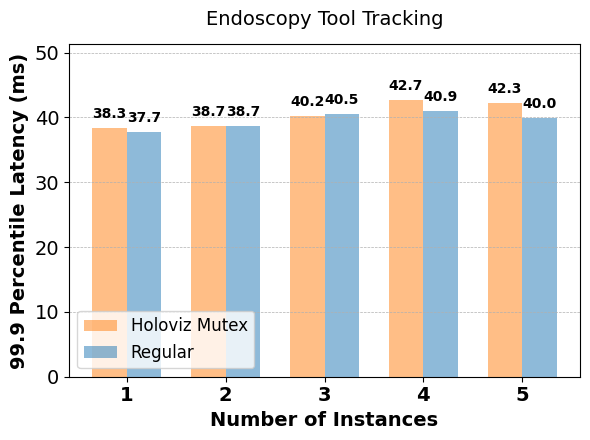 Endoscopy Tool Tracking
99.9 Percentile Latency (ms)
50
40
30
20
10
0
38.3 37.7 38.7 38.7 40.2 40.5 42.7 40.9 42.3 40.0
Holoviz Mutex
Regular
1 2 3 4 5
Number of Instances